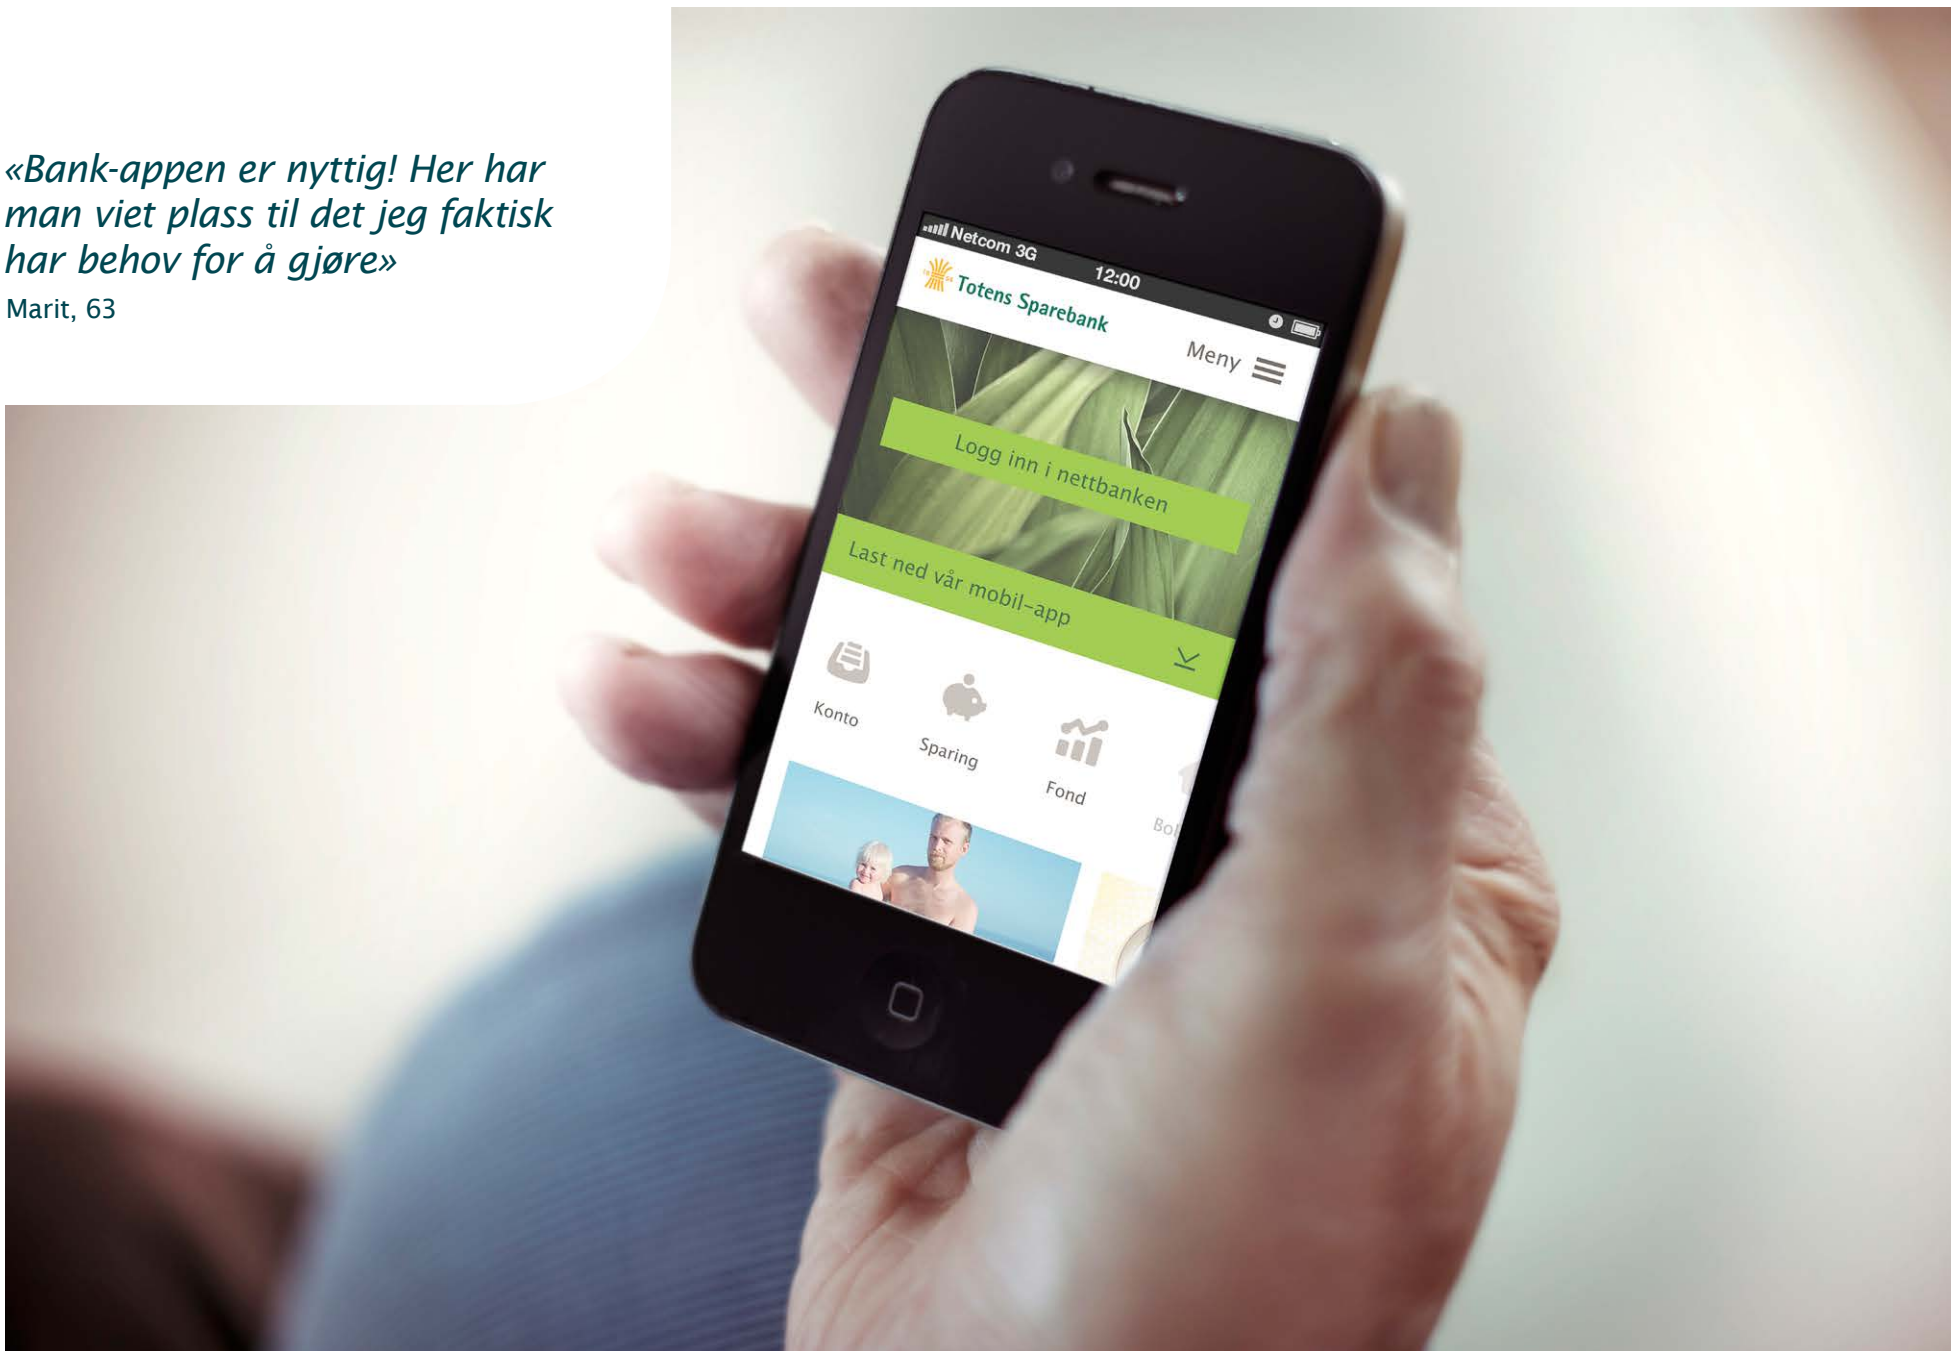 «Bank-appen er nyttig! Her har
man viet plass til det jeg faktisk
har behov for å gjøre»
Marit, 63
Netcom 3G 12:00
Totens Sparebank
Meny
Logg inn i nettbanken
Last ned vår mobil-app
Konto Sparing Fond